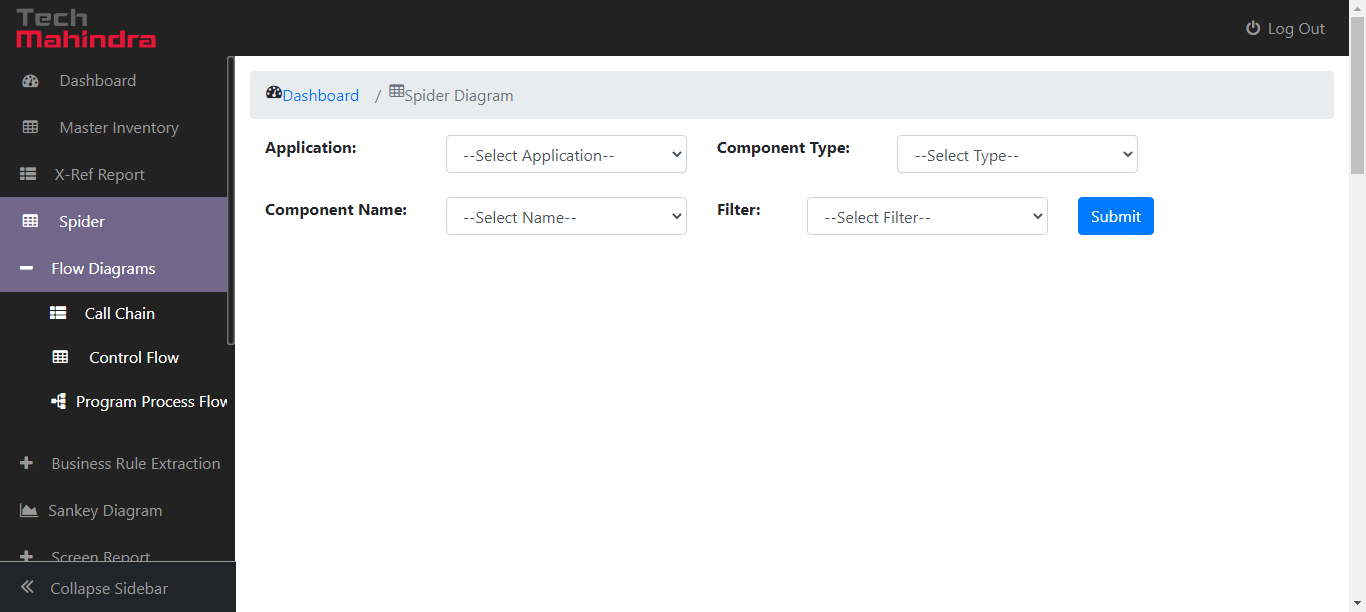 Tech
Mahindra
Log Out
Dashboard
Master Inventory
X-Ref Report
Spider
Flow Diagrams
Call Chain
Control Flow
Program Process Flow
Business Rule Extraction
Sankey Diagram
Screen Report
Collapse Sidebar
Dashboard / Spider Diagram
Application: --Select Application-- Component Type: --Select Type--
Component Name: --Select Name-- Filter: --Select Filter-- Submit